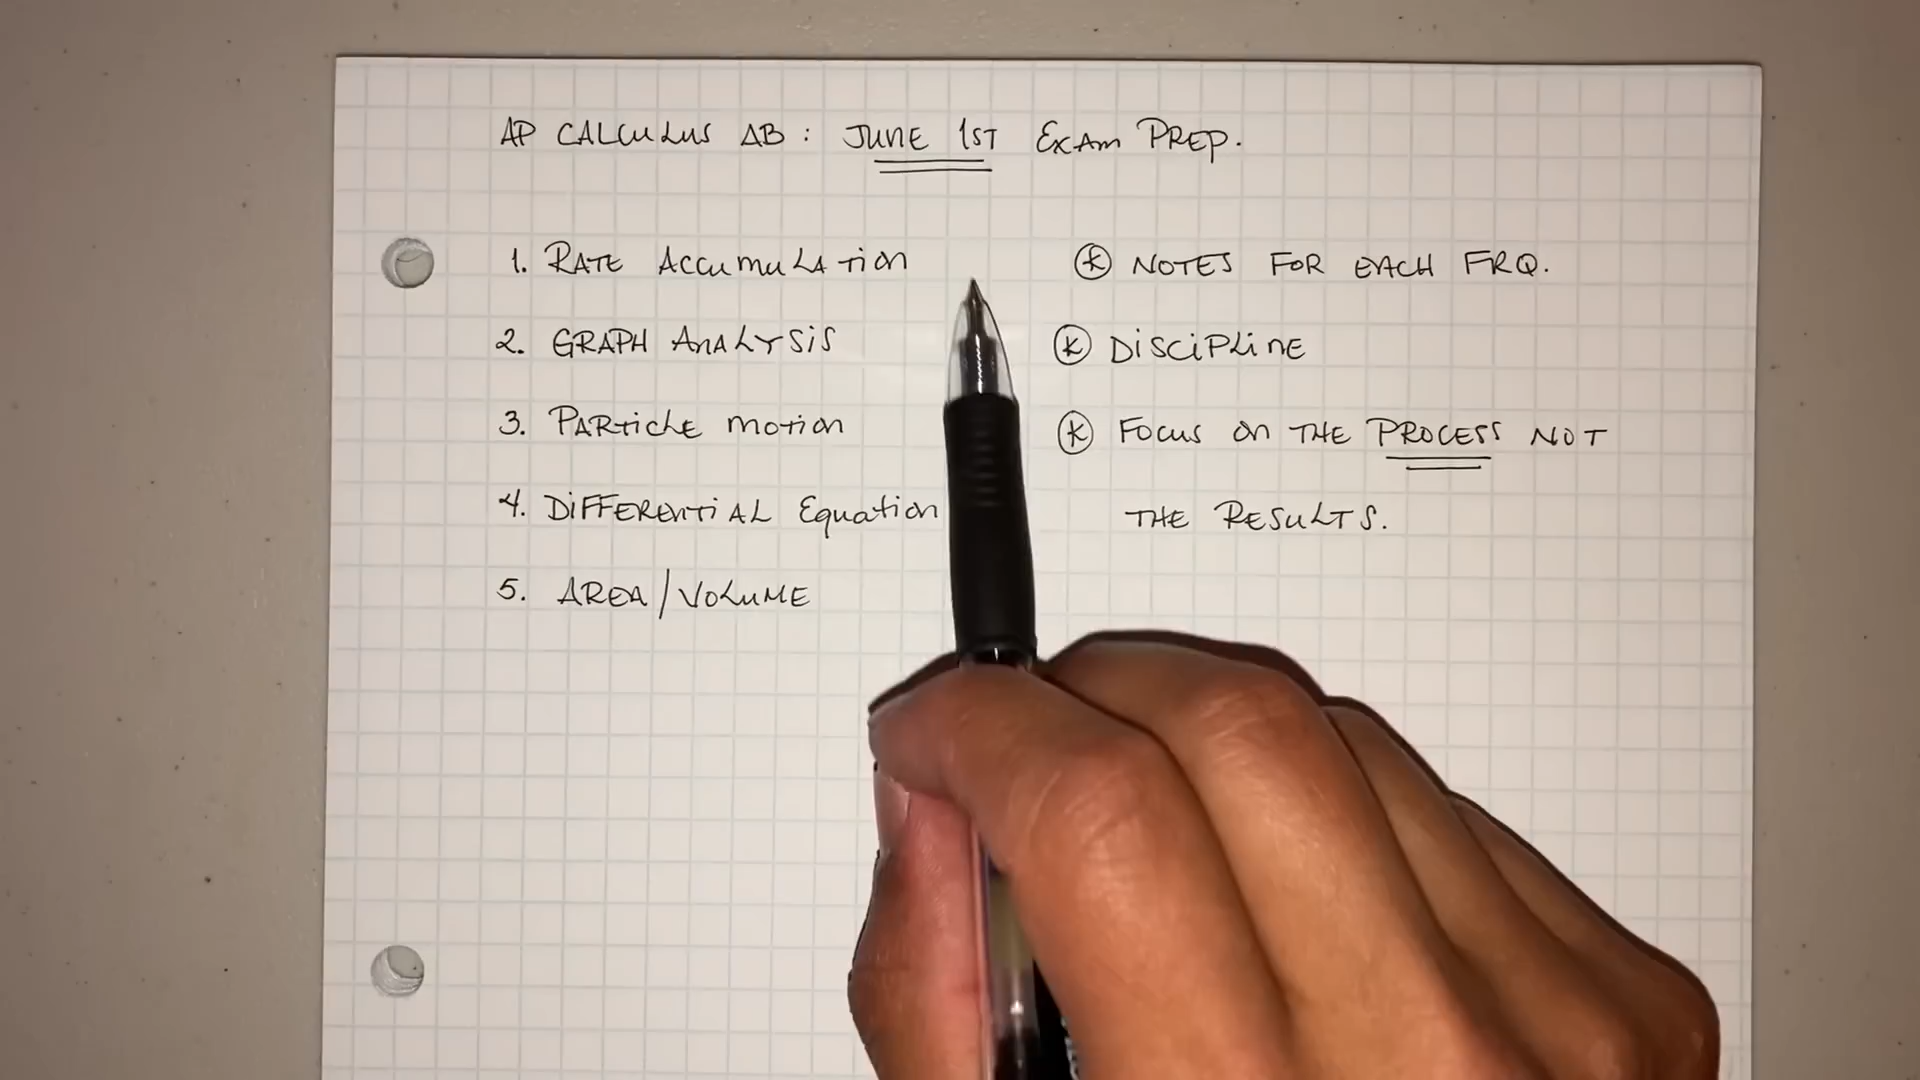 AP CALCULUS AB: JUNE 1ST EXAM PREP.
1. RATE ACCUMULATION
2. GRAPH ANALYSIS
3. PARTICLE MOTION
4. DIFFERENTIAL EQUATION
5. AREA/VOLUME
* NOTES FOR EACH FRQ.
* DISCIPLINE
* FOCUS ON THE PROCESS NOT
THE RESULTS.